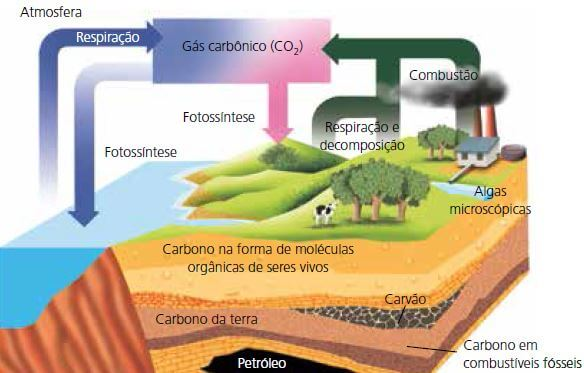 Atmosfera
Respiração
Gás carbônico (CO₂)
Combustão
Fotossíntese
Respiração e
decomposição
Fotossíntese
Algas
microscópicas
Carbono na forma de moléculas
orgânicas de seres vivos
Carvão
Carbono da terra
Carbono em
combustíveis fósseis
Petróleo